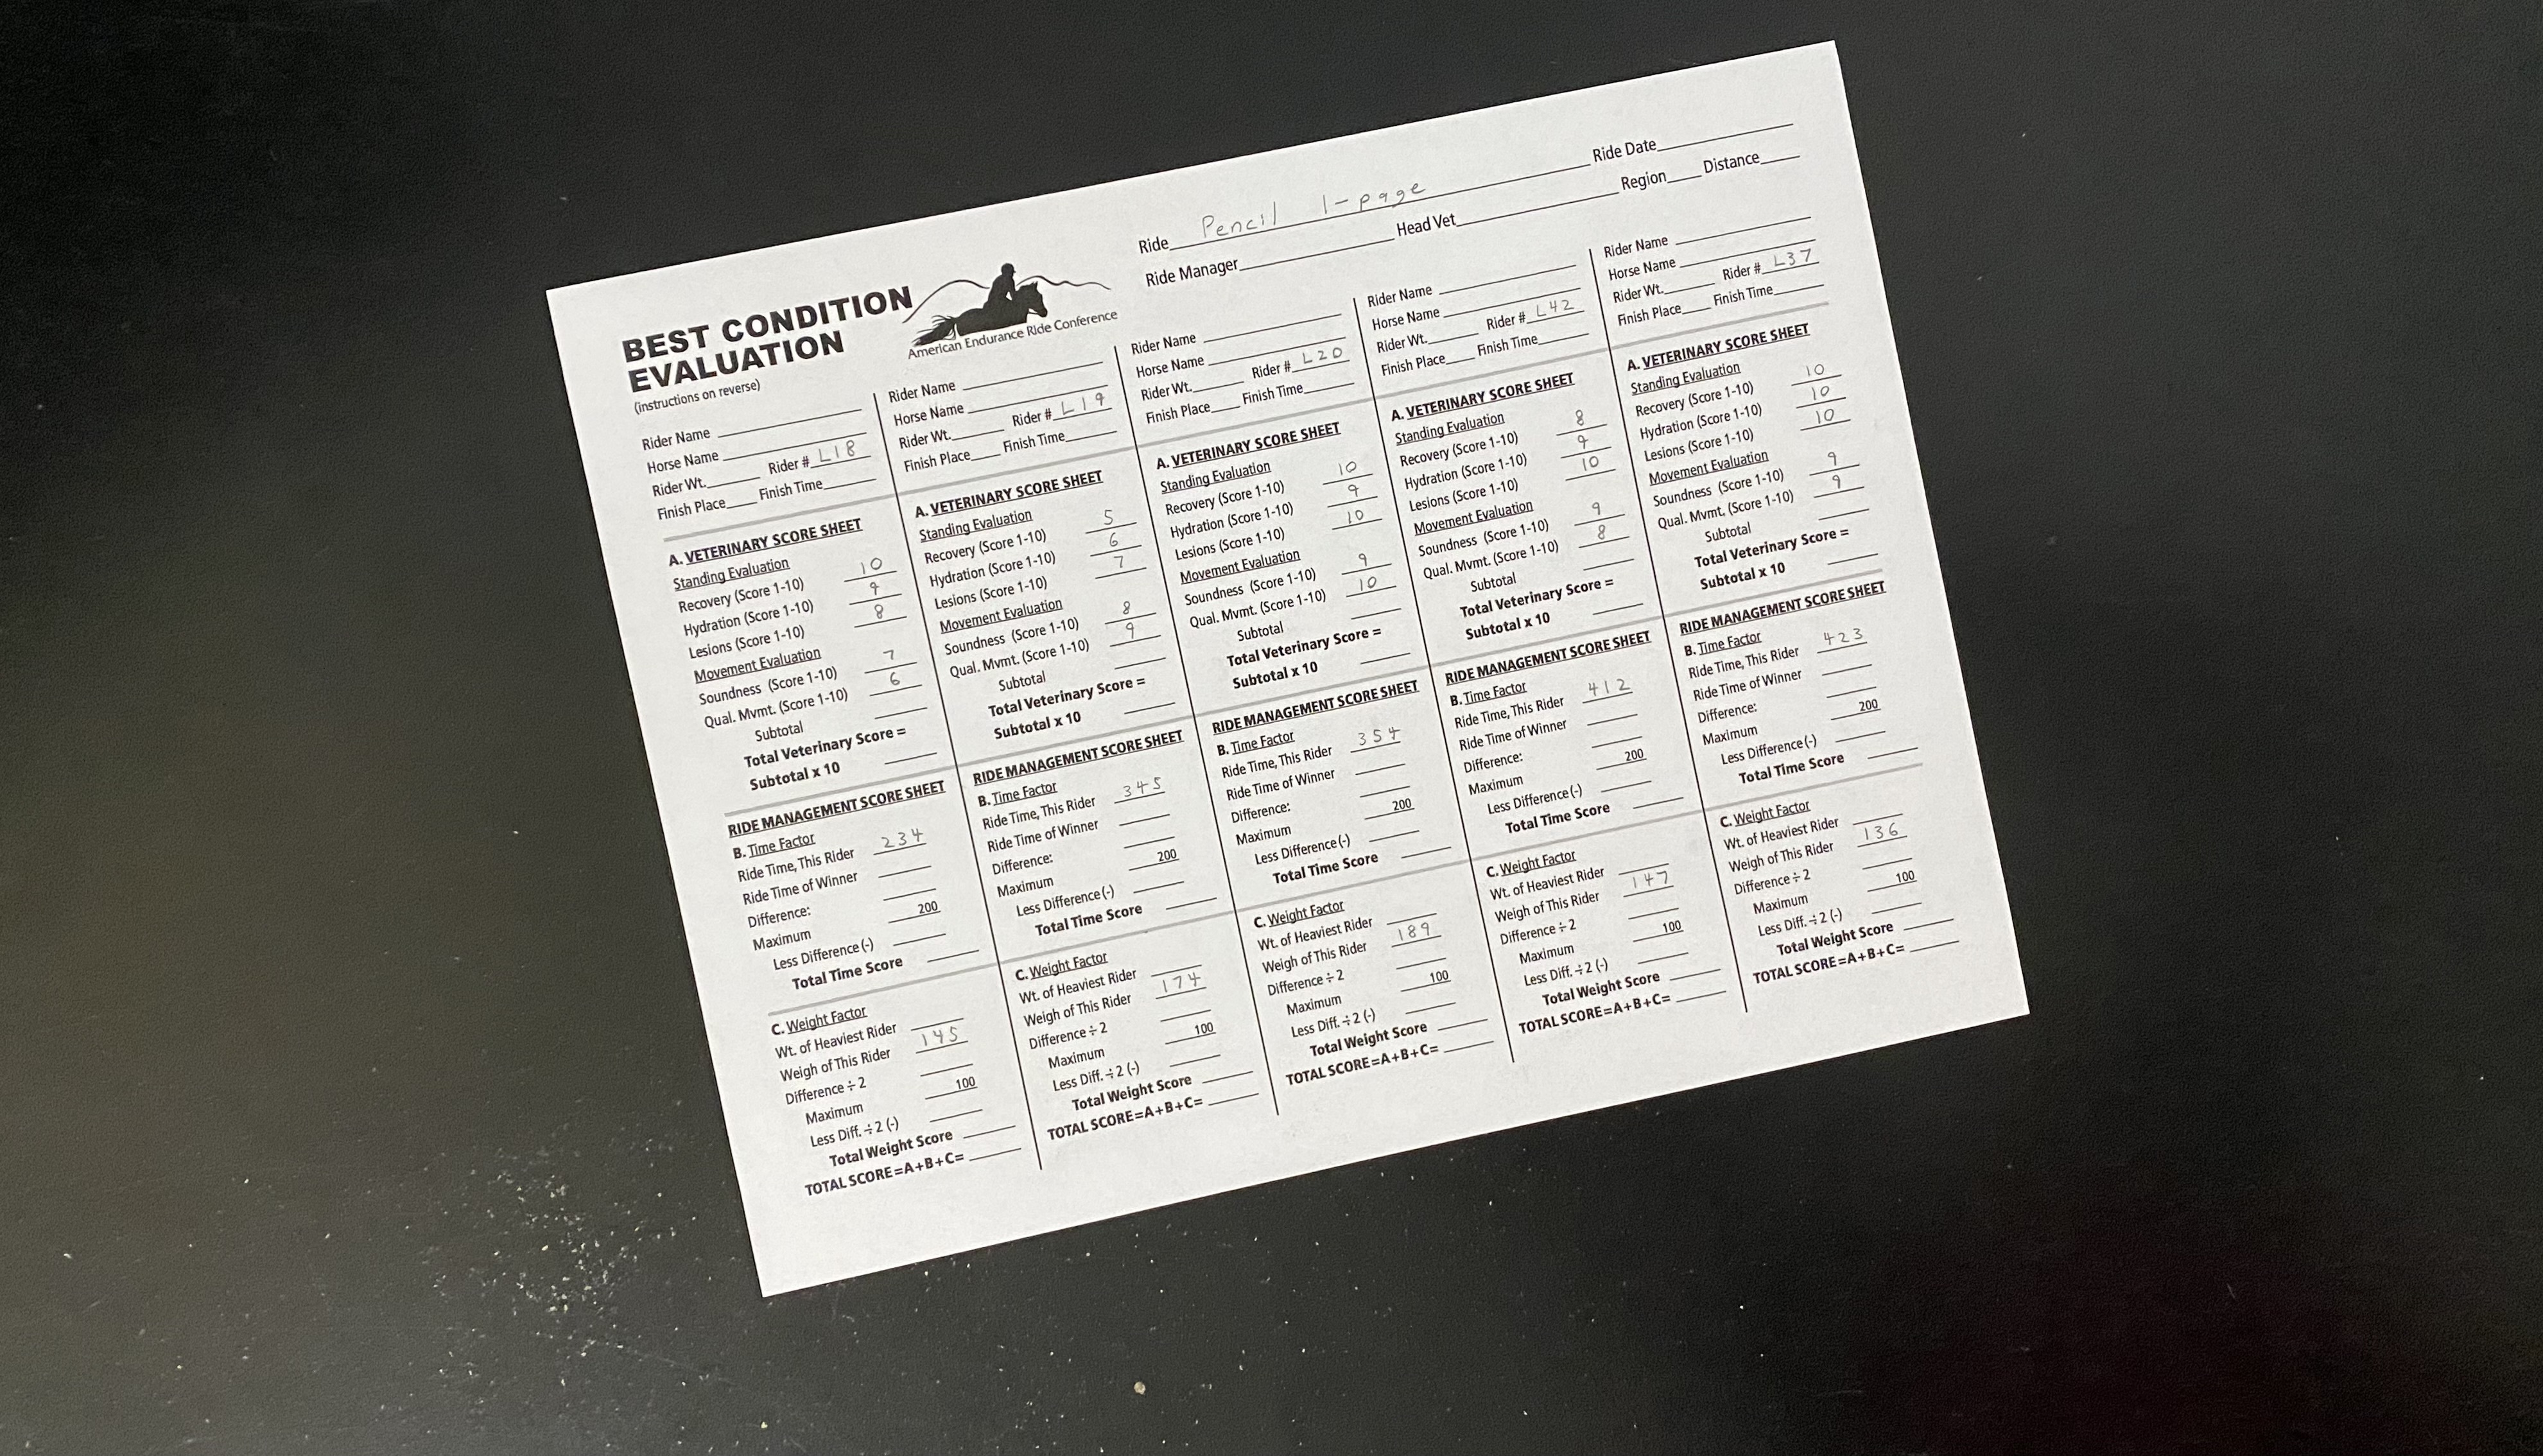 BEST CONDITION
EVALUATION
(instructions on reverse)
American Endurance Ride Conference
Ride Pencil 1-page Ride Date
Ride Manager Head Vet Region Distance
Rider Name
Horse Name
Rider Wt. Rider # L18
Finish Place Finish Time
A. VETERINARY SCORE SHEET
Standing Evaluation
Recovery (Score 1-10) 10
Hydration (Score 1-10) 9
Lesions (Score 1-10) 8
Movement Evaluation
Soundness (Score 1-10) 7
Qual. Mvmt. (Score 1-10) 6
Subtotal
Total Veterinary Score =
Subtotal x 10
RIDE MANAGEMENT SCORE SHEET
B. Time Factor
Ride Time, This Rider 234
Ride Time of Winner
Difference:
Maximum 200
Less Difference (-)
Total Time Score
C. Weight Factor
Wt. of Heaviest Rider
Weigh of This Rider 145
Difference ÷ 2
Maximum 100
Less Diff. ÷ 2 (-)
Total Weight Score
TOTAL SCORE=A+B+C=
Rider Name
Horse Name
Rider Wt. Rider # L19
Finish Place Finish Time
A. VETERINARY SCORE SHEET
Standing Evaluation
Recovery (Score 1-10) 5
Hydration (Score 1-10) 6
Lesions (Score 1-10) 7
Movement Evaluation
Soundness (Score 1-10) 8
Qual. Mvmt. (Score 1-10) 9
Subtotal
Total Veterinary Score =
Subtotal x 10
RIDE MANAGEMENT SCORE SHEET
B. Time Factor
Ride Time, This Rider 345
Ride Time of Winner
Difference:
Maximum 200
Less Difference (-)
Total Time Score
C. Weight Factor
Wt. of Heaviest Rider
Weigh of This Rider 174
Difference ÷ 2
Maximum 100
Less Diff. ÷ 2 (-)
Total Weight Score
TOTAL SCORE=A+B+C=
Rider Name
Horse Name
Rider Wt. Rider # L20
Finish Place Finish Time
A. VETERINARY SCORE SHEET
Standing Evaluation
Recovery (Score 1-10) 10
Hydration (Score 1-10) 9
Lesions (Score 1-10) 10
Movement Evaluation
Soundness (Score 1-10) 9
Qual. Mvmt. (Score 1-10) 10
Subtotal
Total Veterinary Score =
Subtotal x 10
RIDE MANAGEMENT SCORE SHEET
B. Time Factor
Ride Time, This Rider 354
Ride Time of Winner
Difference:
Maximum 200
Less Difference (-)
Total Time Score
C. Weight Factor
Wt. of Heaviest Rider
Weigh of This Rider 189
Difference ÷ 2
Maximum 100
Less Diff. ÷ 2 (-)
Total Weight Score
TOTAL SCORE=A+B+C=
Rider Name
Horse Name
Rider Wt. Rider # L42
Finish Place Finish Time
A. VETERINARY SCORE SHEET
Standing Evaluation
Recovery (Score 1-10) 8
Hydration (Score 1-10) 9
Lesions (Score 1-10) 10
Movement Evaluation
Soundness (Score 1-10) 9
Qual. Mvmt. (Score 1-10) 8
Subtotal
Total Veterinary Score =
Subtotal x 10
RIDE MANAGEMENT SCORE SHEET
B. Time Factor
Ride Time, This Rider 412
Ride Time of Winner
Difference:
Maximum 200
Less Difference (-)
Total Time Score
C. Weight Factor
Wt. of Heaviest Rider
Weigh of This Rider 147
Difference ÷ 2
Maximum 100
Less Diff. ÷ 2 (-)
Total Weight Score
TOTAL SCORE=A+B+C=
Rider Name
Horse Name
Rider Wt. Rider # L37
Finish Place Finish Time
A. VETERINARY SCORE SHEET
Standing Evaluation
Recovery (Score 1-10) 10
Hydration (Score 1-10) 10
Lesions (Score 1-10) 10
Movement Evaluation
Soundness (Score 1-10) 9
Qual. Mvmt. (Score 1-10) 9
Subtotal
Total Veterinary Score =
Subtotal x 10
RIDE MANAGEMENT SCORE SHEET
B. Time Factor
Ride Time, This Rider 423
Ride Time of Winner
Difference:
Maximum 200
Less Difference (-)
Total Time Score
C. Weight Factor
Wt. of Heaviest Rider
Weigh of This Rider 136
Difference ÷ 2
Maximum 100
Less Diff. ÷ 2 (-)
Total Weight Score
TOTAL SCORE=A+B+C=